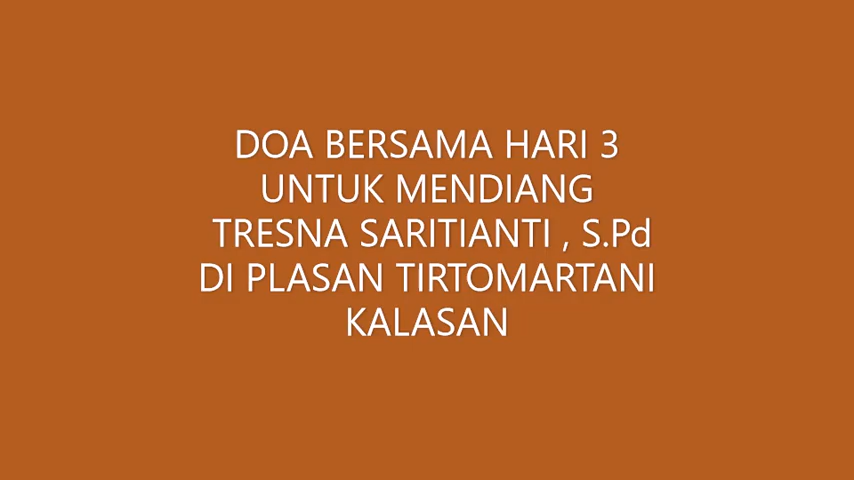 DOA BERSAMA HARI 3
UNTUK MENDIANG
TRESNA SARITIANTI , S.Pd
DI PLASAN TIRTOMARTANI
KALASAN